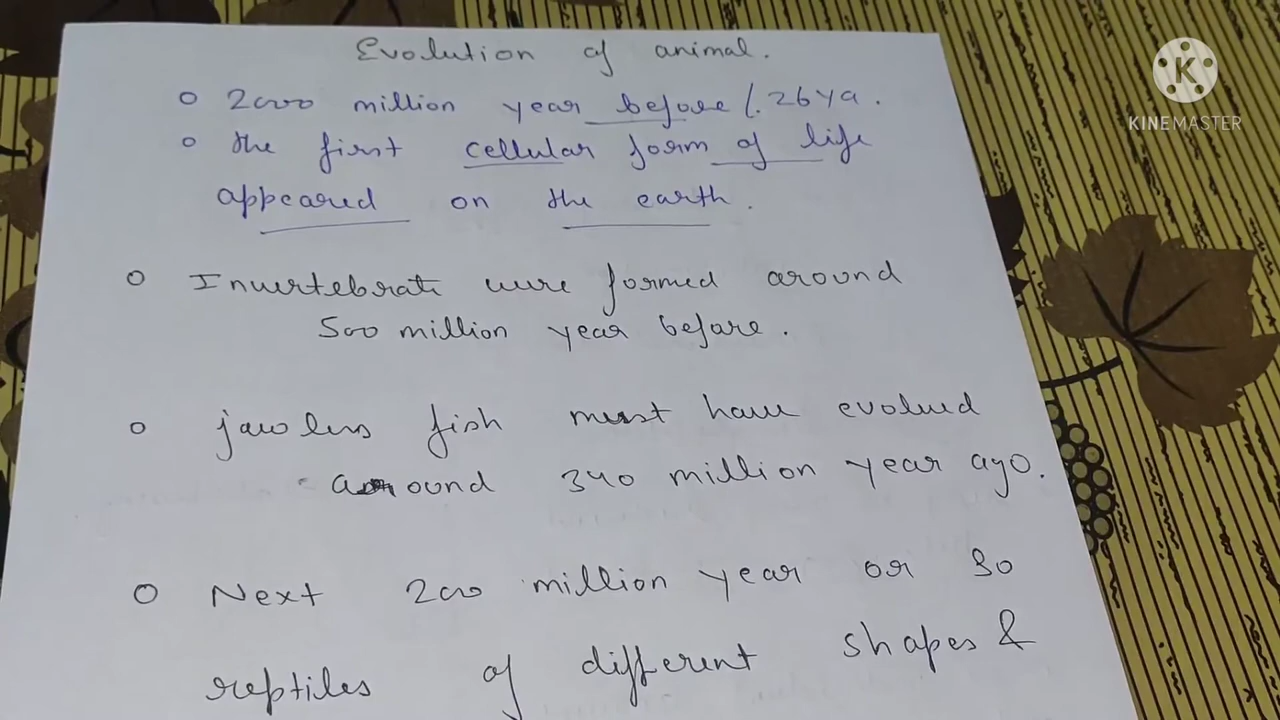 Evolution of animal.
2000 million year before /. 2bya.
the first cellular form of life
appeared on the earth.
Invertebrate were formed around
500 million year before.
jawless fish must have evolved
around 340 million year ago.
Next 200 million year or so
reptiles of different shapes &
K
KINEMASTER